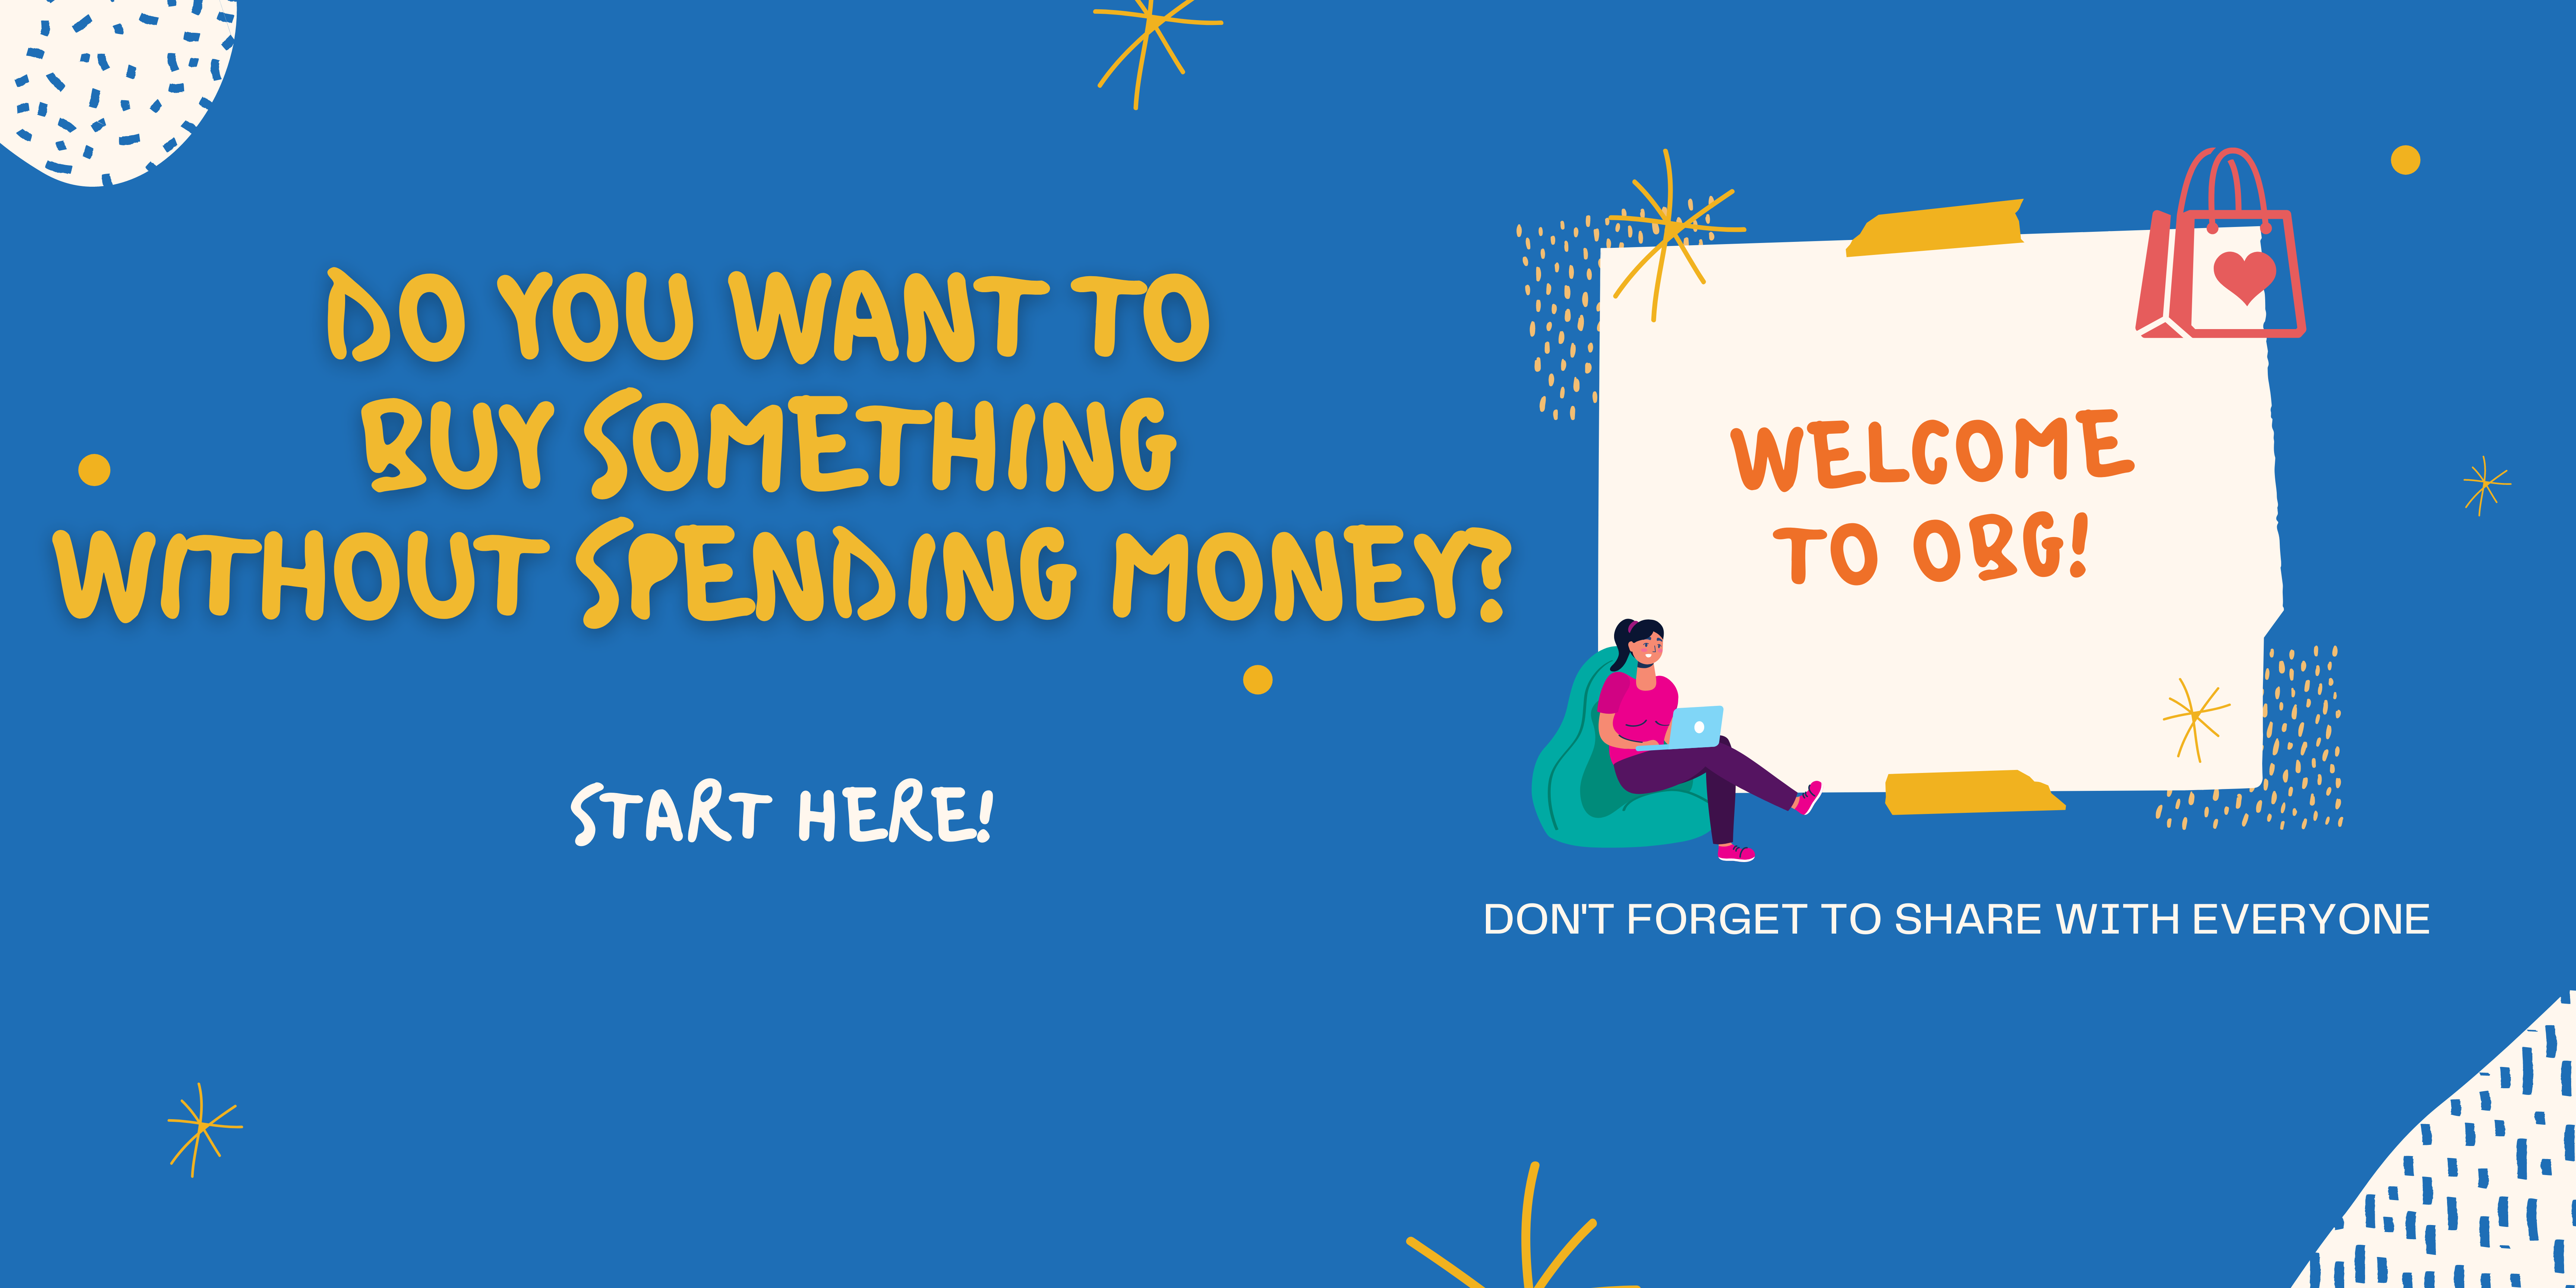 DO YOU WANT TO
BUY SOMETHING
WITHOUT SPENDING MONEY?
START HERE!
WELCOME
TO OBG!
DON'T FORGET TO SHARE WITH EVERYONE